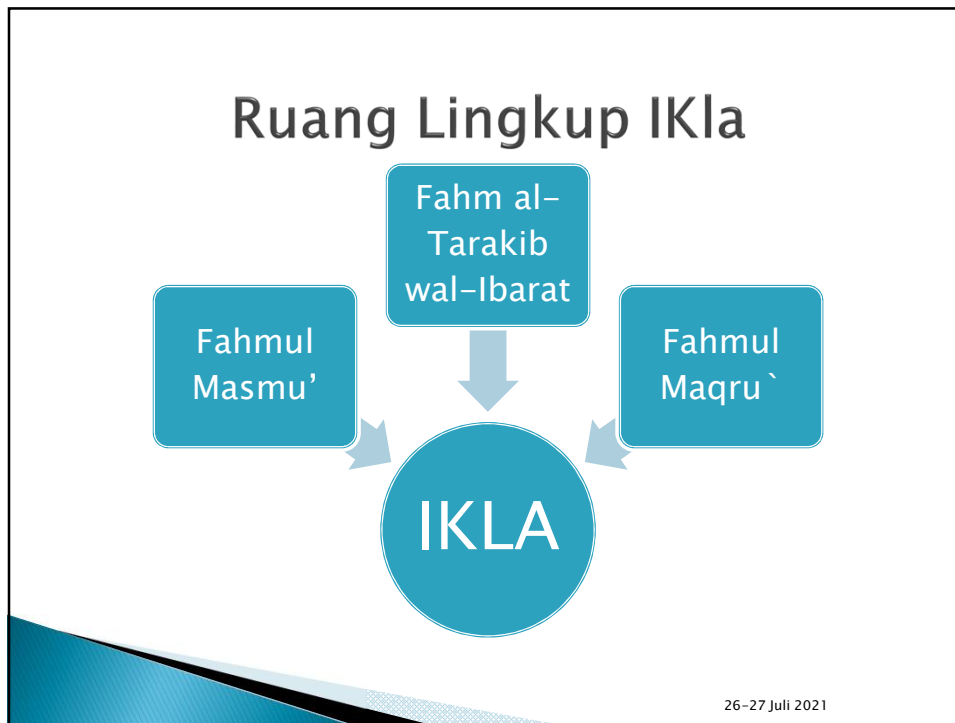 Ruang Lingkup IKla
Fahm al-
Tarakib
wal-Ibarat
Fahmul
Masmu’
Fahmul
Maqru`
IKLA
26-27 Juli 2021